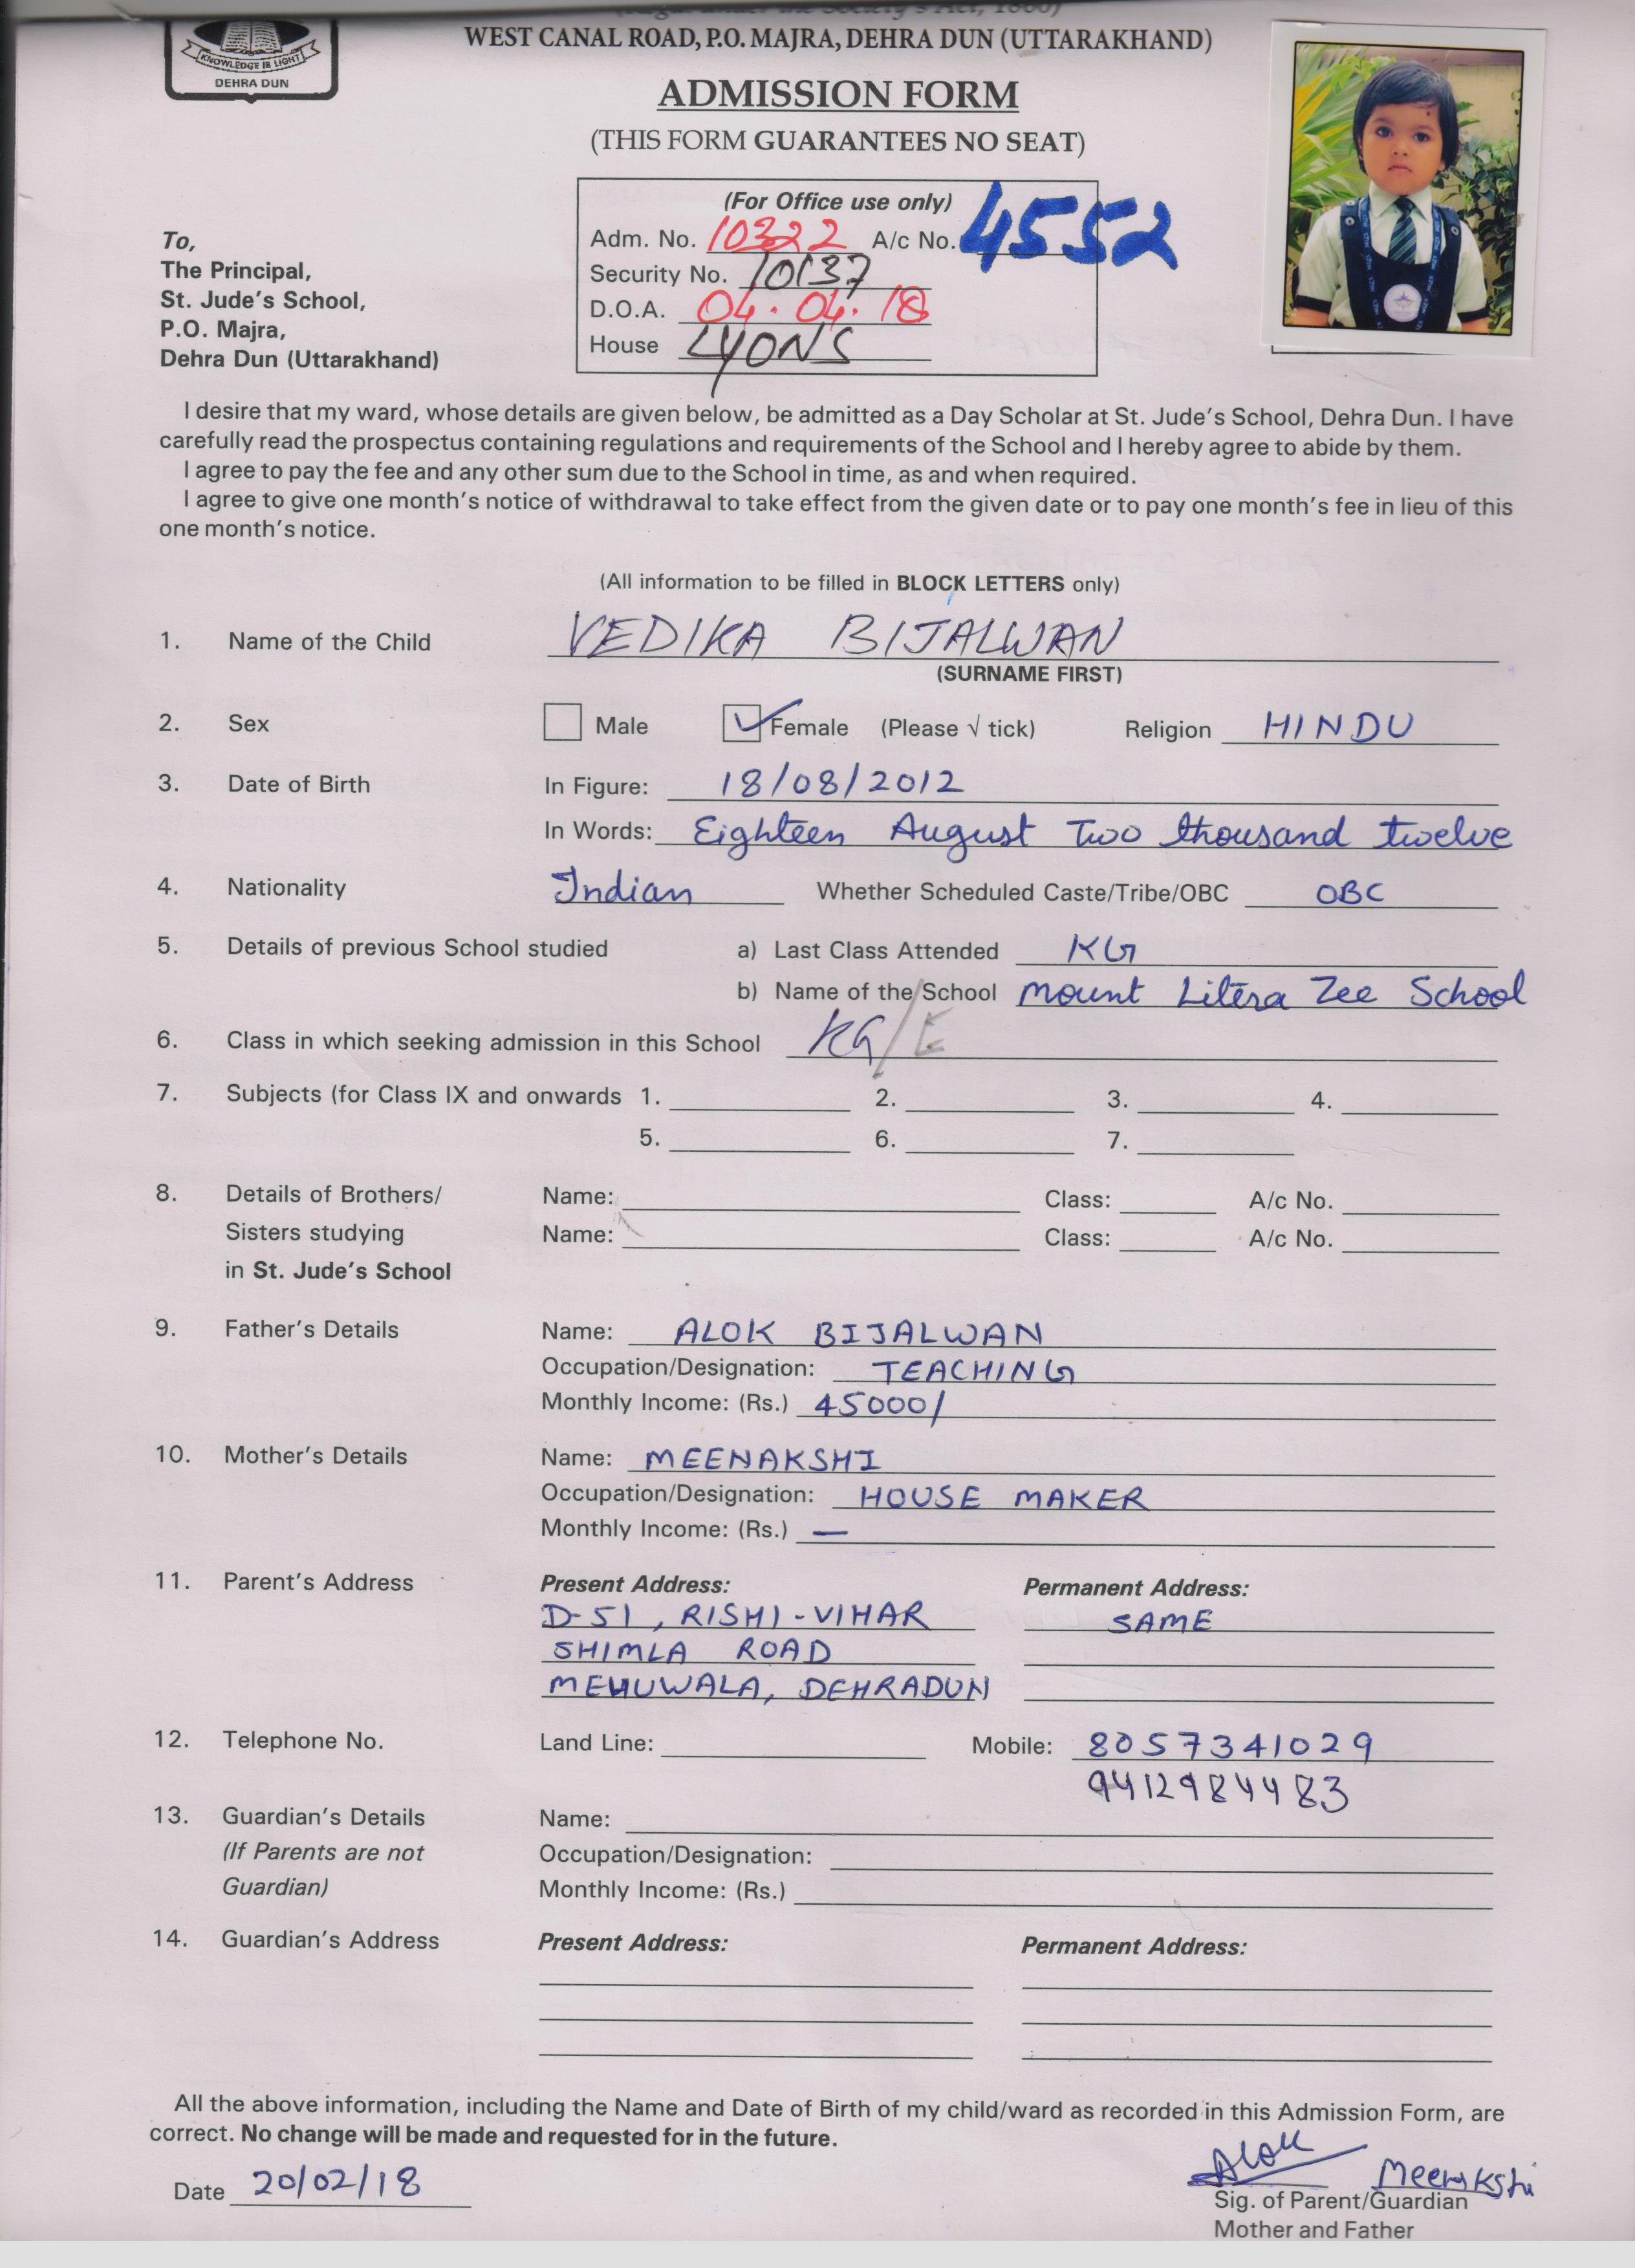 WEST CANAL ROAD, P.O. MAJRA, DEHRA DUN (UTTARAKHAND)
KNOWLEDGE IS LIGHT
DEHRA DUN
ADMISSION FORM
(THIS FORM GUARANTEES NO SEAT)
(For Office use only)
Adm. No. 10322 A/c No. 4552
Security No. 10137
D.O.A. 04.04.18
House LYONS
To,
The Principal,
St. Jude's School,
P.O. Majra,
Dehra Dun (Uttarakhand)
I desire that my ward, whose details are given below, be admitted as a Day Scholar at St. Jude's School, Dehra Dun. I have
carefully read the prospectus containing regulations and requirements of the School and I hereby agree to abide by them.
I agree to pay the fee and any other sum due to the School in time, as and when required.
I agree to give one month's notice of withdrawal to take effect from the given date or to pay one month's fee in lieu of this
one month's notice.
(All information to be filled in BLOCK LETTERS only)
1. Name of the Child VEDIKA BIJALWAN
(SURNAME FIRST)
2. Sex Male Female (Please √ tick) Religion HINDU
3. Date of Birth In Figure: 18/08/2012
In Words: Eighteen August Two thousand twelve
4. Nationality Indian Whether Scheduled Caste/Tribe/OBC OBC
5. Details of previous School studied a) Last Class Attended KG
b) Name of the School Mount Litera Zee School
6. Class in which seeking admission in this School KG/E
7. Subjects (for Class IX and onwards 1. 2. 3. 4.
5. 6. 7.
8. Details of Brothers/ Name: Class: A/c No.
Sisters studying Name: Class: A/c No.
in St. Jude's School
9. Father's Details Name: ALOK BIJALWAN
Occupation/Designation: TEACHING
Monthly Income: (Rs.) 45000/
10. Mother's Details Name: MEENAKSHI
Occupation/Designation: HOUSE MAKER
Monthly Income: (Rs.) —
11. Parent's Address Present Address: Permanent Address:
D-51, RISHI-VIHAR SAME
SHIMLA ROAD
MEHUWALA, DEHRADUN
12. Telephone No. Land Line: Mobile: 8057341029
9412984483
13. Guardian's Details Name:
(If Parents are not Occupation/Designation:
Guardian) Monthly Income: (Rs.)
14. Guardian's Address Present Address: Permanent Address:
All the above information, including the Name and Date of Birth of my child/ward as recorded in this Admission Form, are
correct. No change will be made and requested for in the future.
Alok Meenakshi
Date 20/02/18
Sig. of Parent/Guardian
Mother and Father